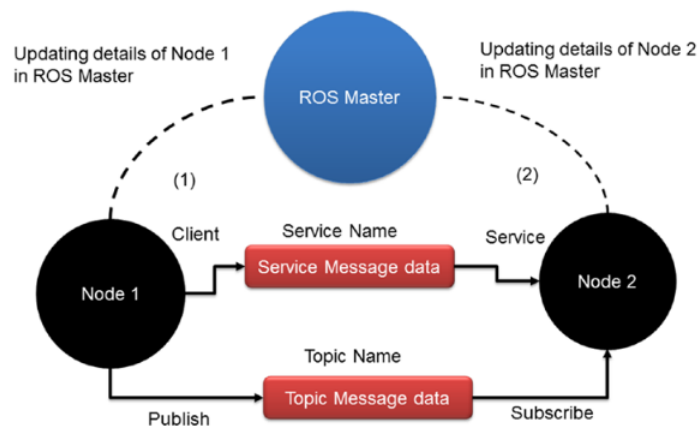 Updating details of Node 1
in ROS Master
Updating details of Node 2
in ROS Master
ROS Master
(1)
(2)
Client
Service Name
Service
Service Message data
Node 1
Node 2
Topic Name
Topic Message data
Publish
Subscribe